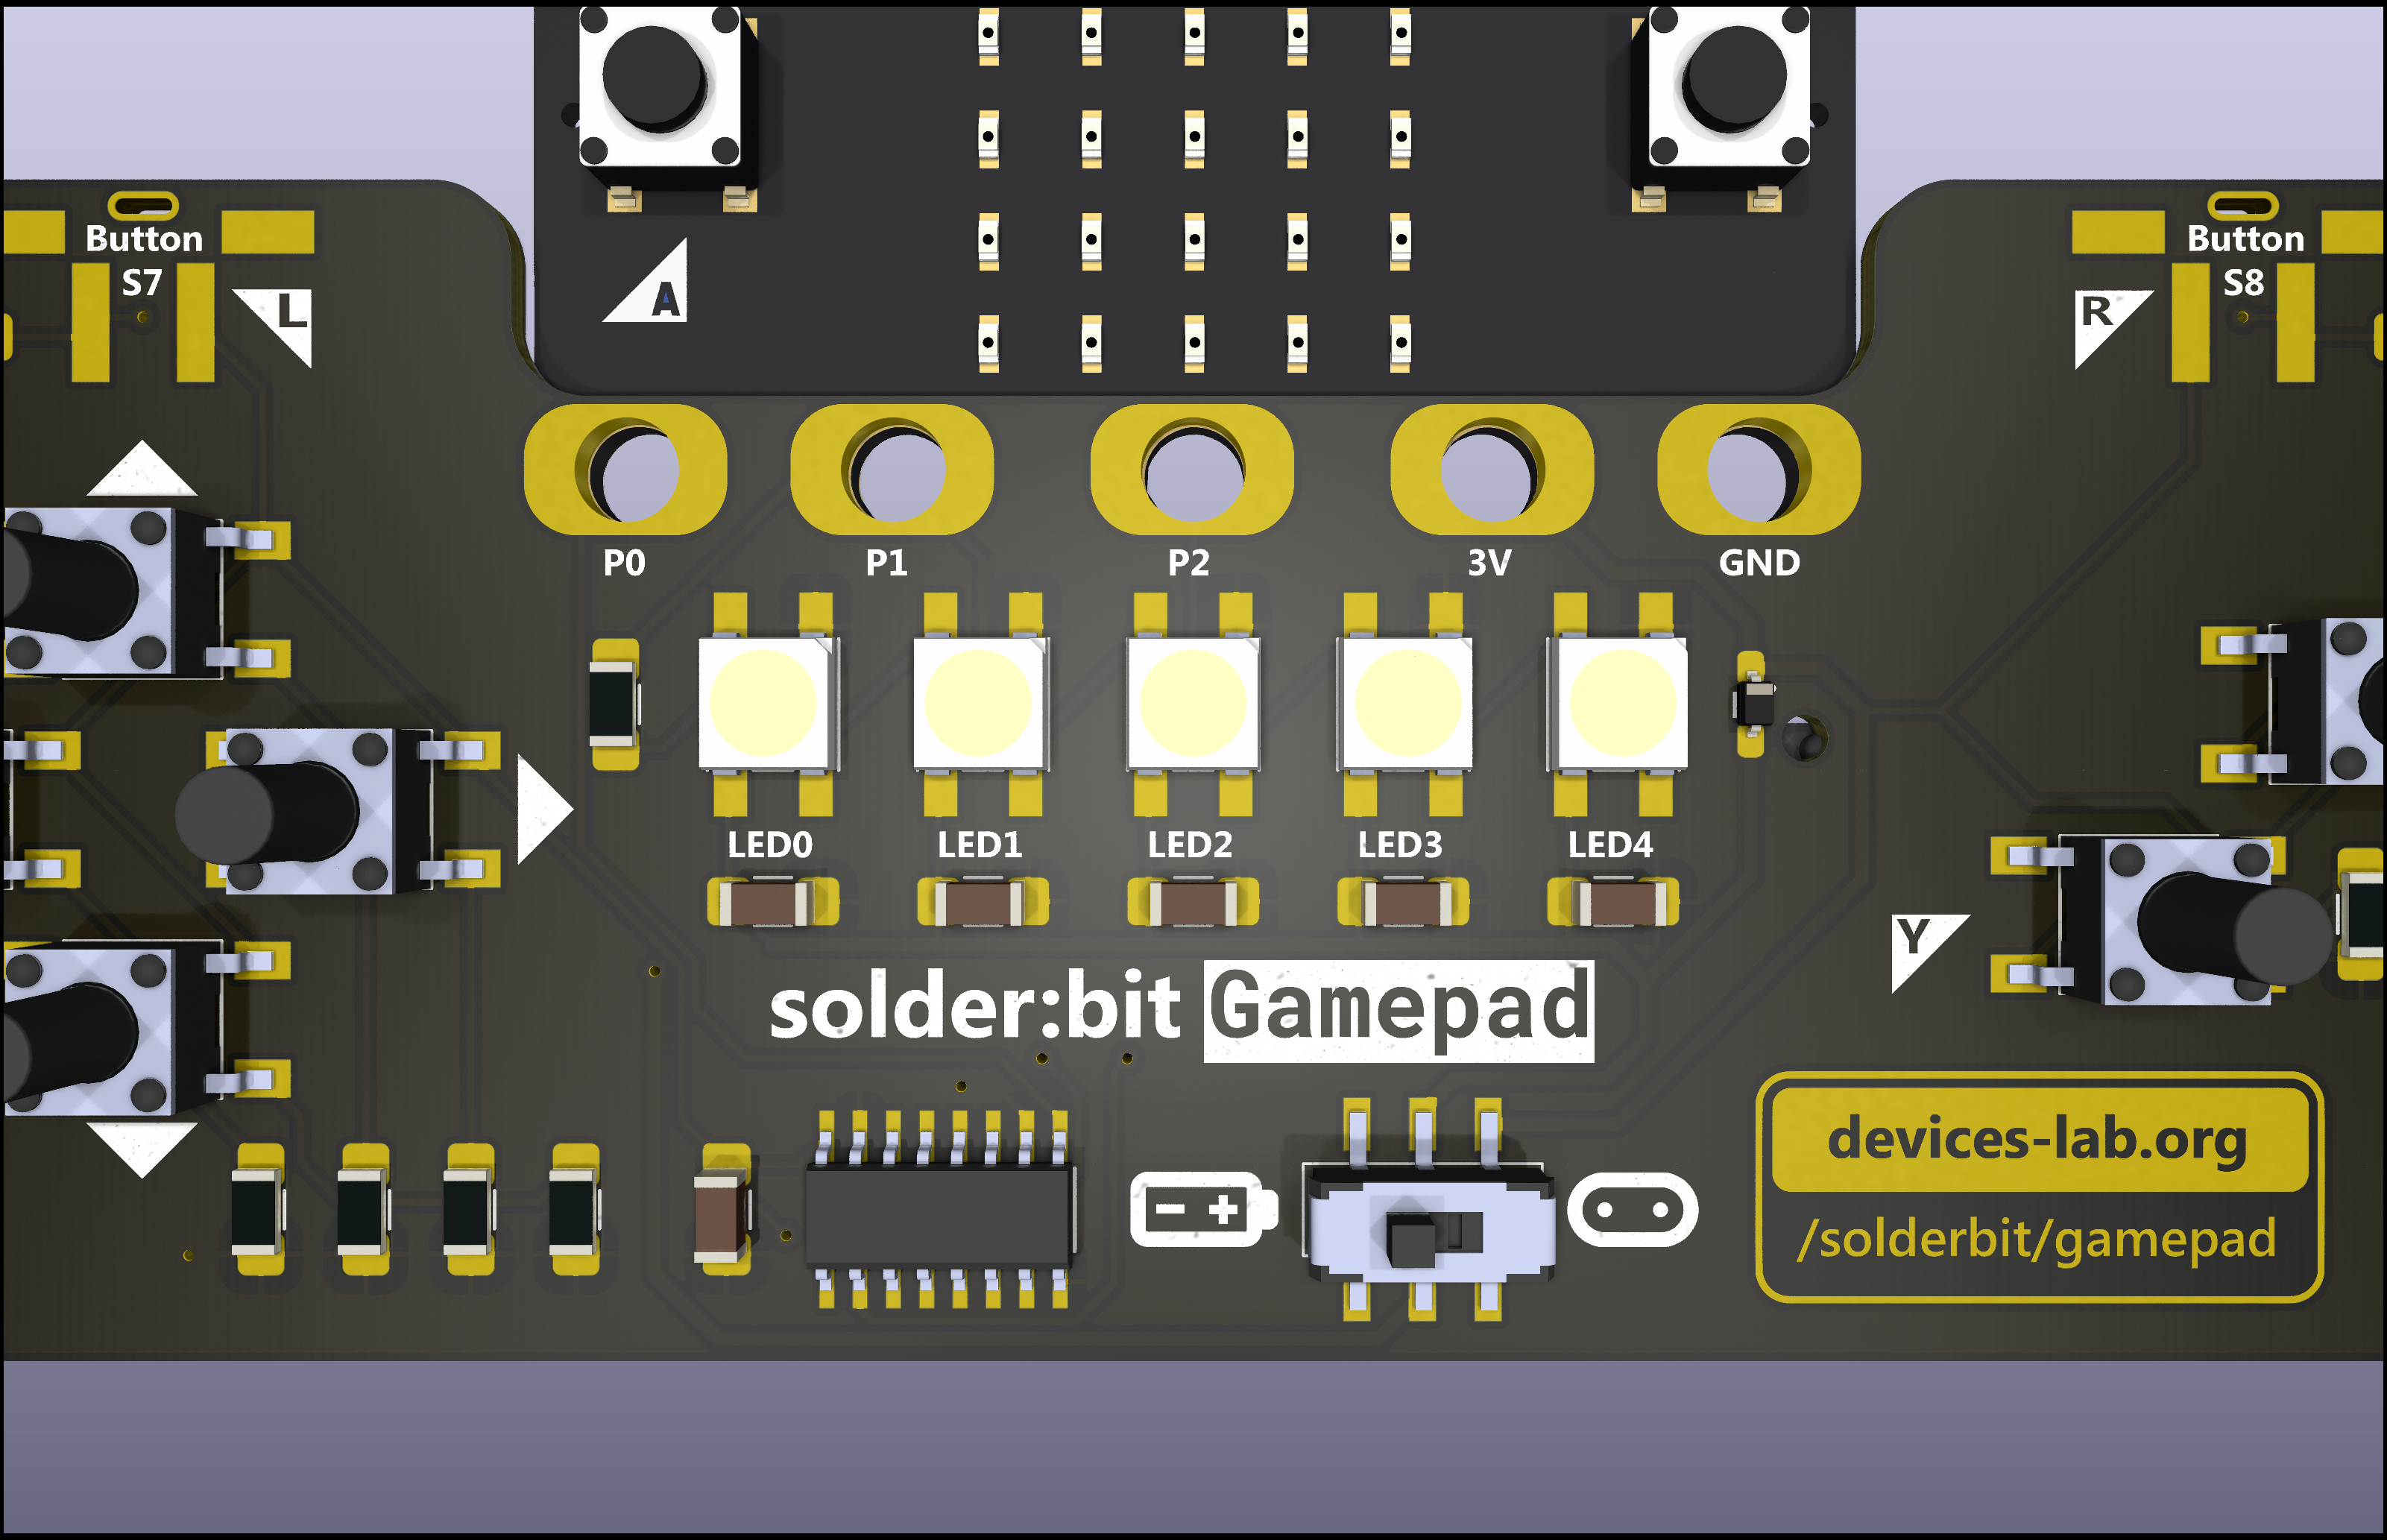 Button
S7
L
A
Button
S8
R
P0
P1
P2
3V
GND
LED0
LED1
LED2
LED3
LED4
Y
solder:bit Gamepad
- +
devices-lab.org
/solderbit/gamepad